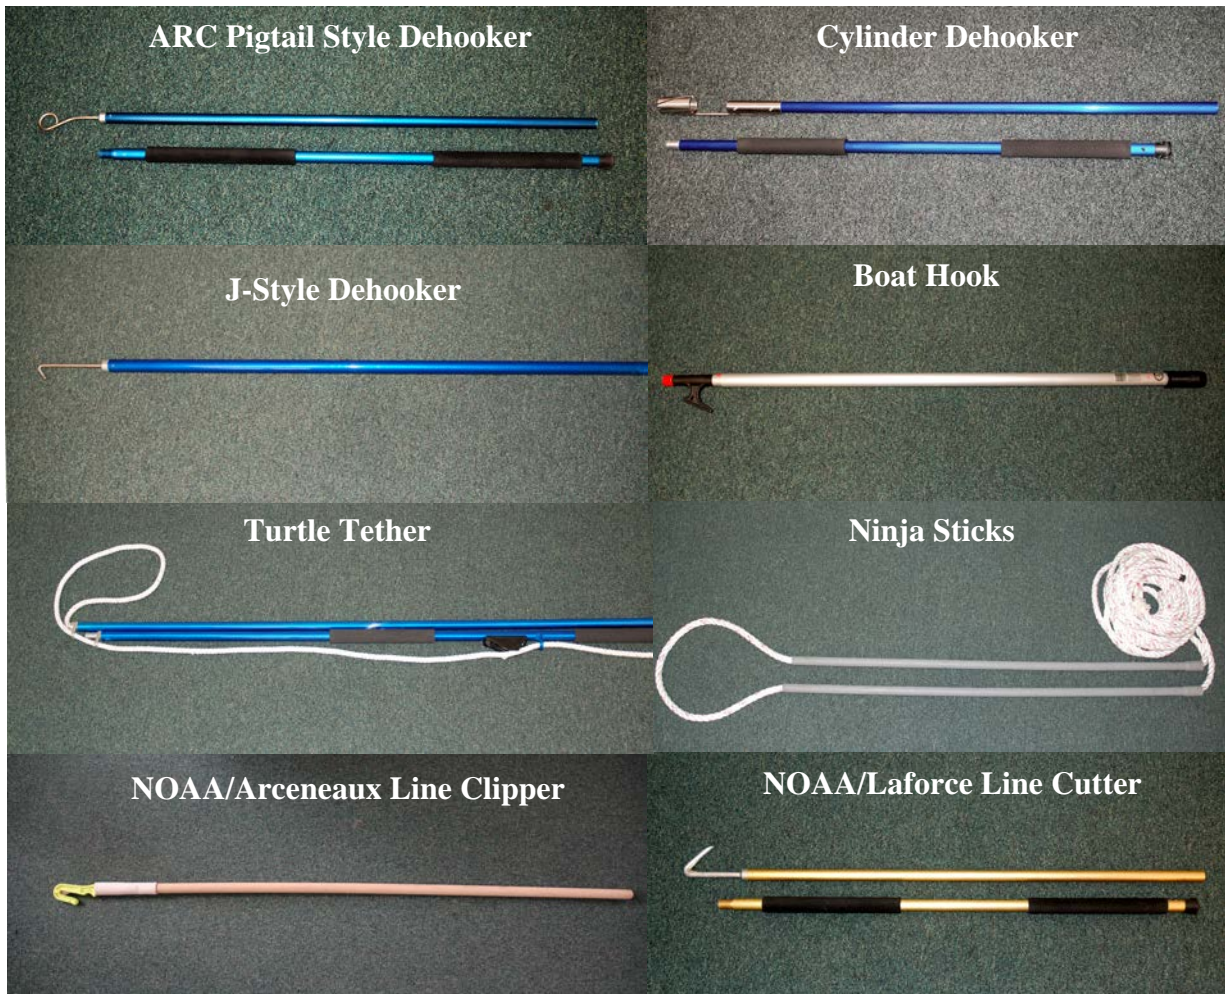 ARC Pigtail Style Dehooker
Cylinder Dehooker
J-Style Dehooker
Boat Hook
Turtle Tether
Ninja Sticks
NOAA/Arceneaux Line Clipper
NOAA/Laforce Line Cutter